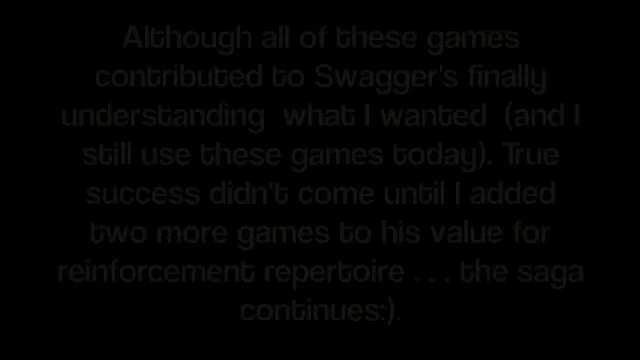 Although all of these games
contributed to Swagger's finally
understanding  what I wanted  (and I
still use these games today). True
success didn't come until I added
two more games to his value for
reinforcement repertoire . . . the saga
continues:).